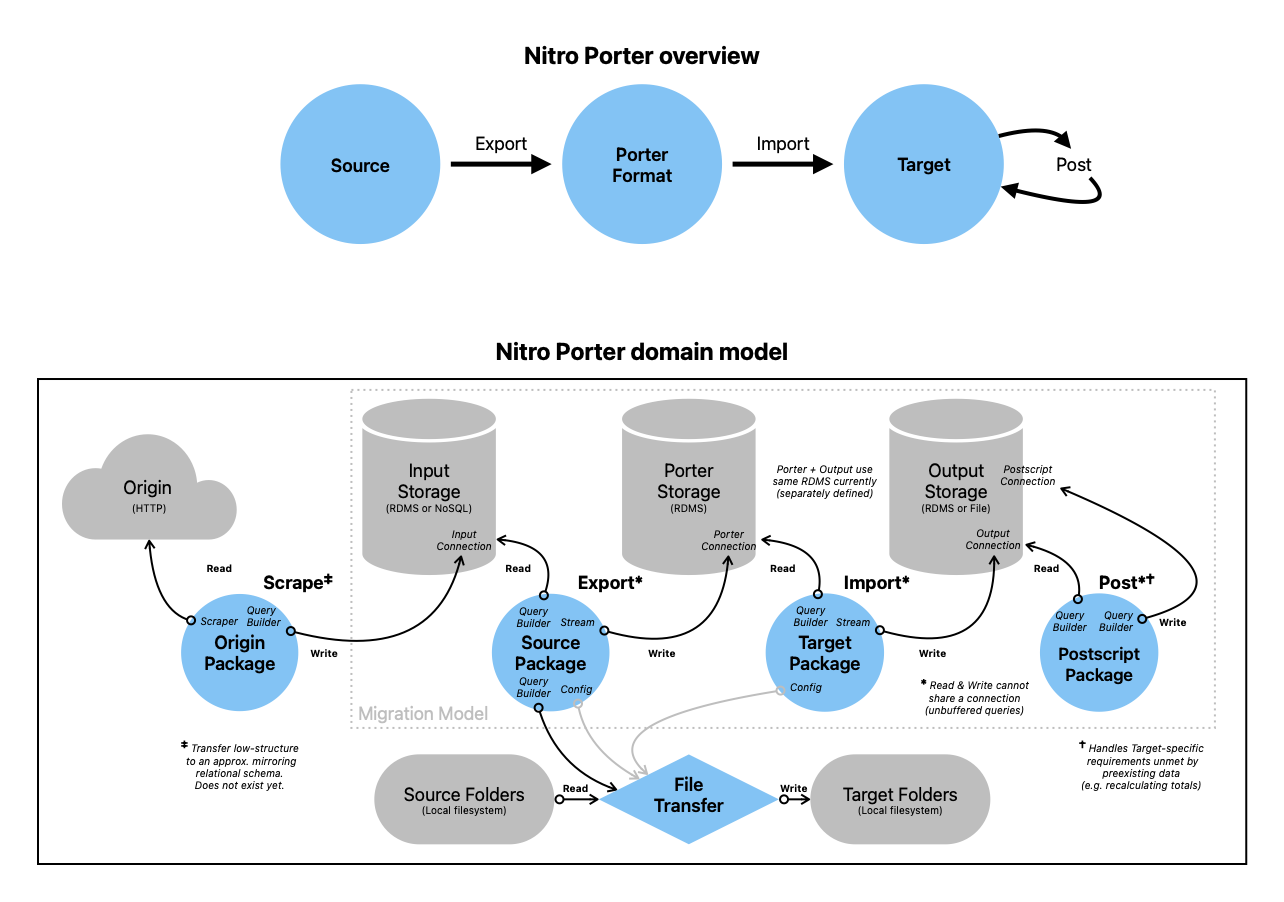 Nitro Porter overview
Source
Export
Porter
Format
Import
Target
Post
Nitro Porter domain model
Origin
(HTTP)
Input
Storage
(RDMS or NoSQL)
Input
Connection
Porter
Storage
(RDMS)
Porter
Connection
Porter + Output use
same RDMS currently
(separately defined)
Output
Storage
(RDMS or File)
Output
Connection
Postscript
Connection
Read
Scrape‡
Scraper
Query
Builder
Origin
Package
Write
Read
Export*
Query
Builder
Stream
Source
Package
Query
Builder
Config
Write
Read
Import*
Query
Builder
Stream
Target
Package
Config
Write
Read
Post*†
Query
Builder
Query
Builder
Postscript
Package
Write
* Read & Write cannot
share a connection
(unbuffered queries)
Migration Model
‡ Transfer low-structure
to an approx. mirroring
relational schema.
Does not exist yet.
† Handles Target-specific
requirements unmet by
preexisting data
(e.g. recalculating totals)
Source Folders
(Local filesystem)
Read
File
Transfer
Write
Target Folders
(Local filesystem)